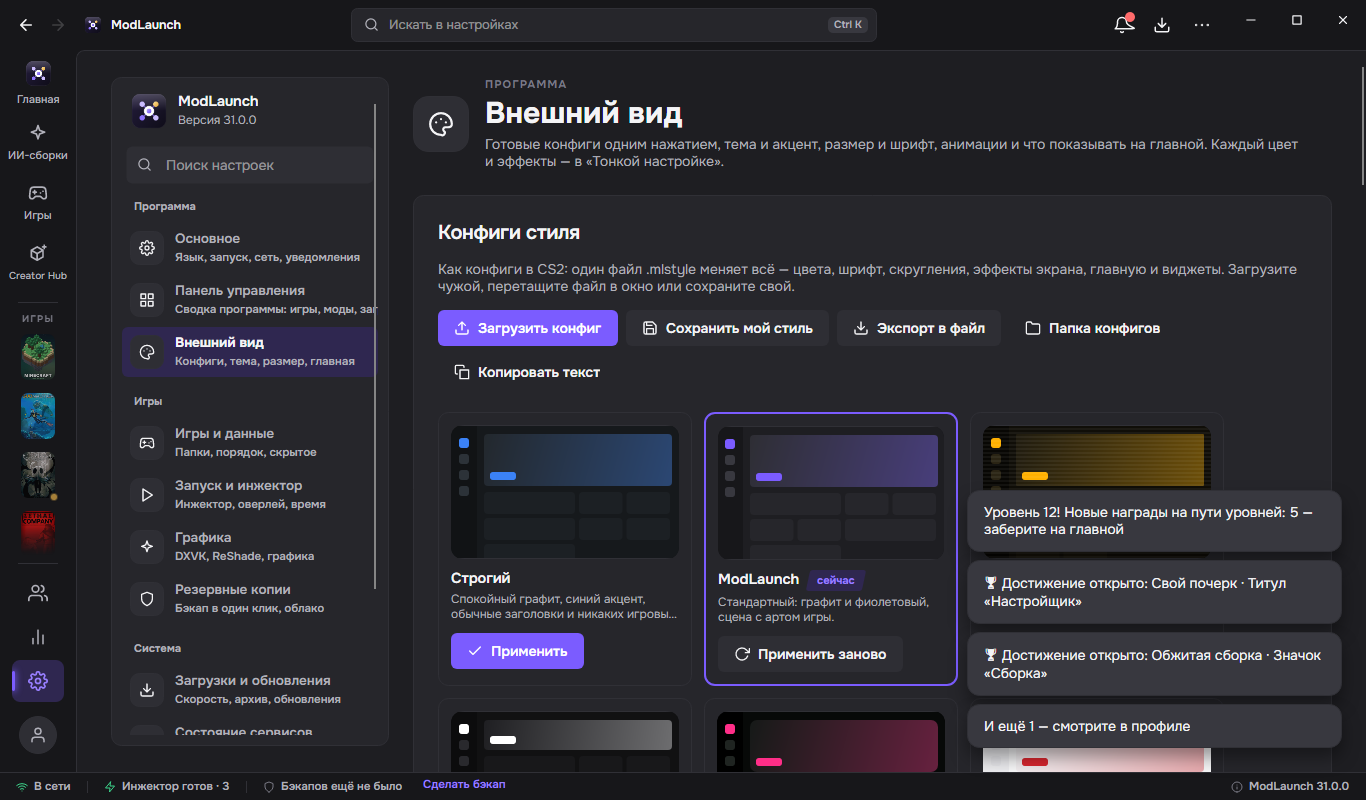 ModLaunch
Искать в настройках
Ctrl K
Главная
ИИ-сборки
Игры
Creator Hub
ИГРЫ
MINECRAFT
ModLaunch
Версия 31.0.0
Поиск настроек
Программа
Основное
Язык, запуск, сеть, уведомления
Панель управления
Сводка программы: игры, моды, заг
Внешний вид
Конфиги, тема, размер, главная
Игры
Игры и данные
Папки, порядок, скрытое
Запуск и инжектор
Инжектор, оверлей, время
Графика
DXVK, ReShade, графика
Резервные копии
Бэкап в один клик, облако
Система
Загрузки и обновления
Скорость, архив, обновления
Состояние сервисов
ПРОГРАММА
Внешний вид
Готовые конфиги одним нажатием, тема и акцент, размер и шрифт, анимации и что показывать на главной. Каждый цвет
и эффекты — в «Тонкой настройке».
Конфиги стиля
Как конфиги в CS2: один файл .mlstyle меняет всё — цвета, шрифт, скругления, эффекты экрана, главную и виджеты. Загрузите
чужой, перетащите файл в окно или сохраните свой.
Загрузить конфиг
Сохранить мой стиль
Экспорт в файл
Папка конфигов
Копировать текст
Строгий
Спокойный графит, синий акцент,
обычные заголовки и никаких игровы...
Применить
ModLaunch
сейчас
Стандартный: графит и фиолетовый,
сцена с артом игры.
Применить заново
Уровень 12! Новые награды на пути уровней: 5 —
заберите на главной
🏆 Достижение открыто: Свой почерк · Титул
«Настройщик»
🏆 Достижение открыто: Обжитая сборка · Значок
«Сборка»
И ещё 1 — смотрите в профиле
В сети
Инжектор готов · 3
Бэкапов ещё не было
Сделать бэкап
ModLaunch 31.0.0